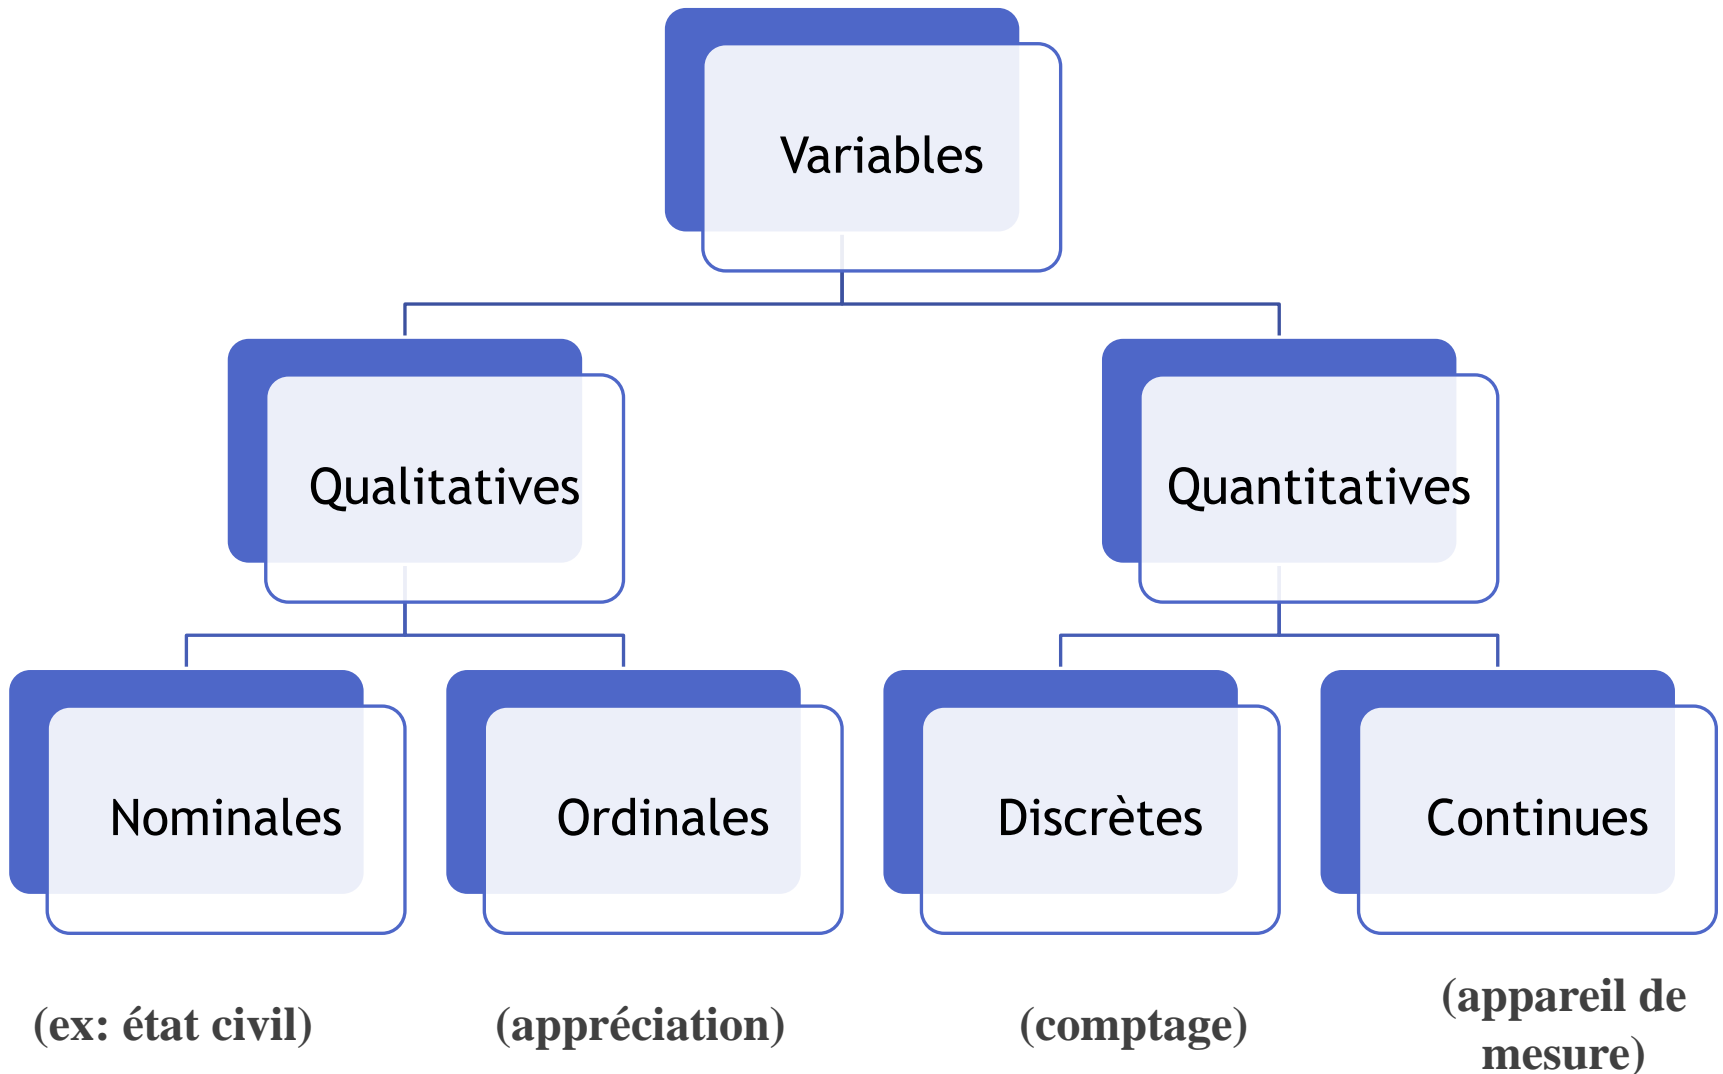 Variables
Qualitatives
Quantitatives
Nominales
Ordinales
Discrètes
Continues
(ex: état civil)
(appréciation)
(comptage)
(appareil de
mesure)